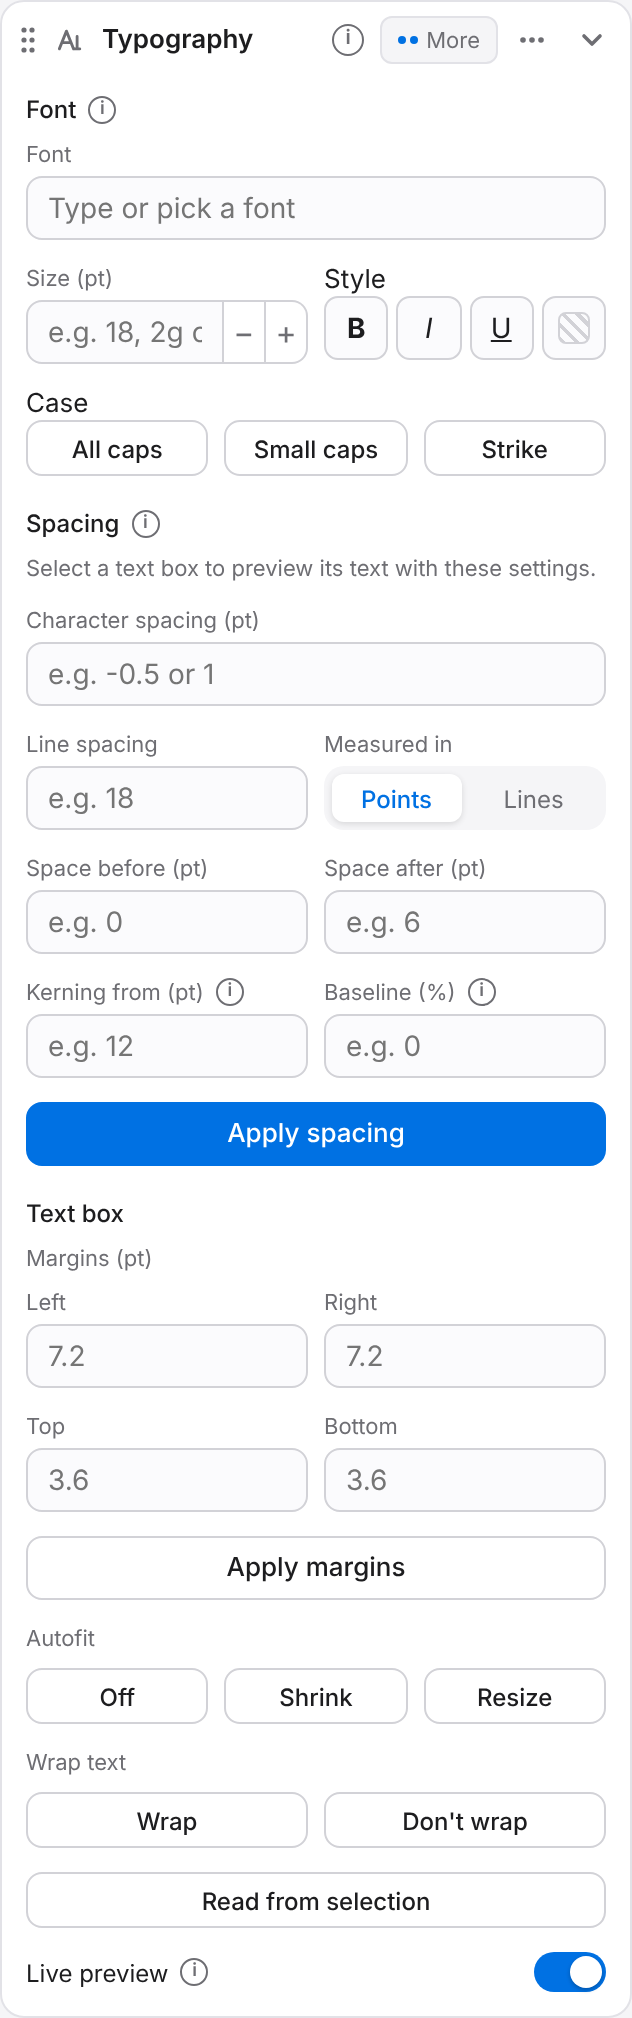 Typography More
Font
Font
Type or pick a font
Size (pt) Style
e.g. 18, 2g − + B I U
Case
All caps Small caps Strike
Spacing
Select a text box to preview its text with these settings.
Character spacing (pt)
e.g. -0.5 or 1
Line spacing Measured in
e.g. 18 Points Lines
Space before (pt) Space after (pt)
e.g. 0 e.g. 6
Kerning from (pt) Baseline (%)
e.g. 12 e.g. 0
Apply spacing
Text box
Margins (pt)
Left Right
7.2 7.2
Top Bottom
3.6 3.6
Apply margins
Autofit
Off Shrink Resize
Wrap text
Wrap Don't wrap
Read from selection
Live preview